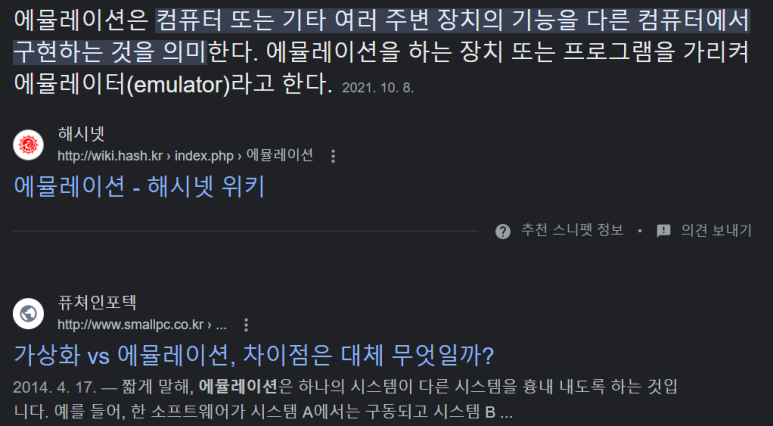 에뮬레이션은 컴퓨터 또는 기타 여러 주변 장치의 기능을 다른 컴퓨터에서
구현하는 것을 의미한다. 에뮬레이션을 하는 장치 또는 프로그램을 가리켜
에뮬레이터(emulator)라고 한다. 2021. 10. 8.
해시넷
http://wiki.hash.kr › index.php › 에뮬레이션
에뮬레이션 - 해시넷 위키
추천 스니펫 정보 • 의견 보내기
퓨쳐인포텍
http://www.smallpc.co.kr › ...
가상화 vs 에뮬레이션, 차이점은 대체 무엇일까?
2014. 4. 17. — 짧게 말해, 에뮬레이션은 하나의 시스템이 다른 시스템을 흉내 내도록 하는 것입
니다. 예를 들어, 한 소프트웨어가 시스템 A에서는 구동되고 시스템 B ...